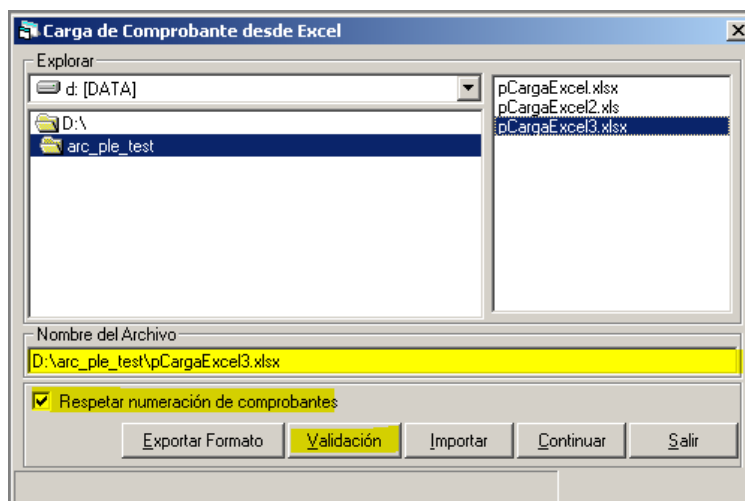 Carga de Comprobante desde Excel
Explorar
d: [DATA]
D:\
arc_ple_test
pCargaExcel.xlsx
pCargaExcel2.xls
pCargaExcel3.xlsx
Nombre del Archivo
D:\arc_ple_test\pCargaExcel3.xlsx
Respetar numeración de comprobantes
Exportar Formato Validación Importar Continuar Salir